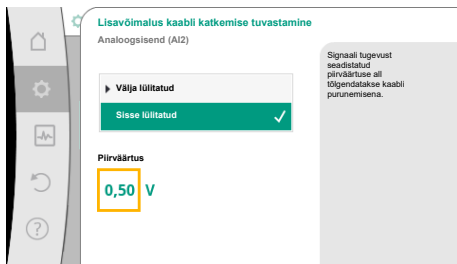 Lisavõimalus kaabli katkemise tuvastamine
Analoogsisend (AI2)
Välja lülitatud
Sisse lülitatud
Piirväärtus
0,50 V
Signaali tugevust
seadistatud
piirväärtuse all
tõlgendatakse kaabli
purunemisena.